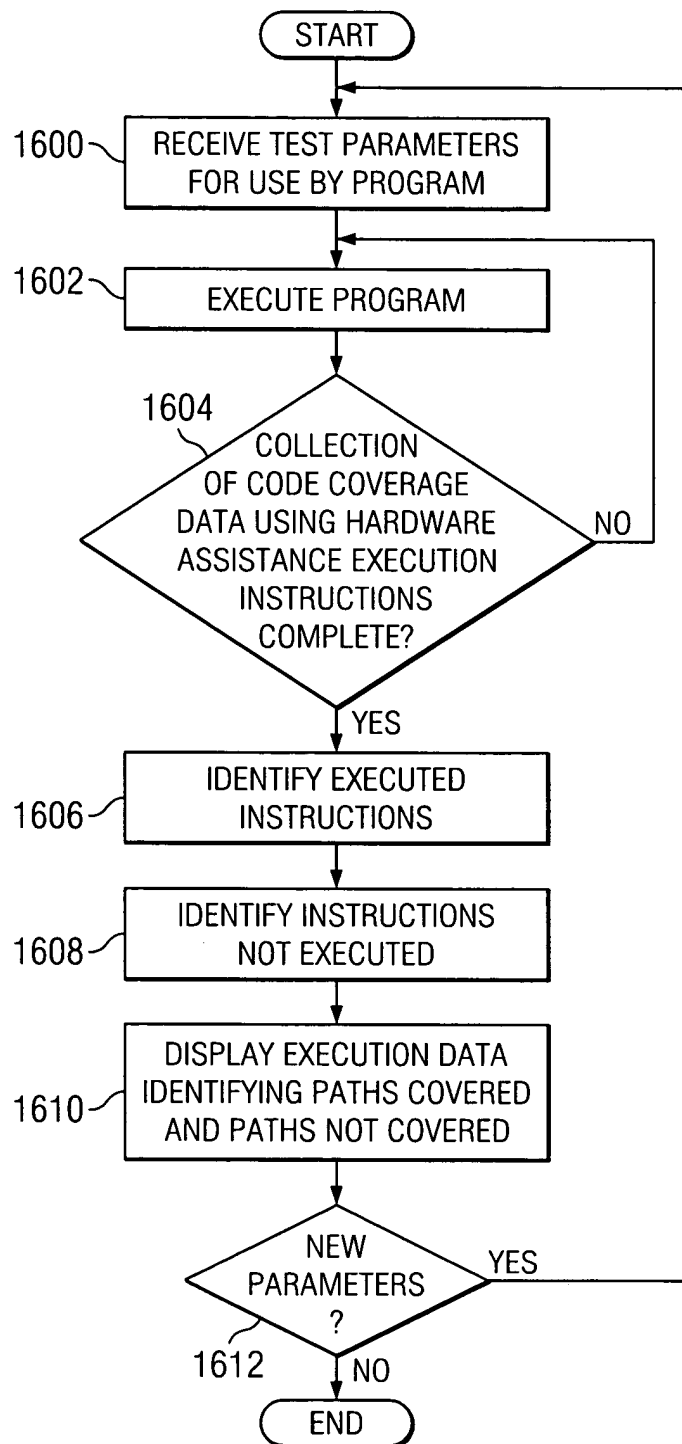 START
1600
RECEIVE TEST PARAMETERS
FOR USE BY PROGRAM
1602
EXECUTE PROGRAM
1604
COLLECTION
OF CODE COVERAGE
DATA USING HARDWARE
ASSISTANCE EXECUTION
INSTRUCTIONS
COMPLETE?
NO
YES
1606
IDENTIFY EXECUTED
INSTRUCTIONS
1608
IDENTIFY INSTRUCTIONS
NOT EXECUTED
1610
DISPLAY EXECUTION DATA
IDENTIFYING PATHS COVERED
AND PATHS NOT COVERED
NEW
PARAMETERS
?
YES
1612
NO
END